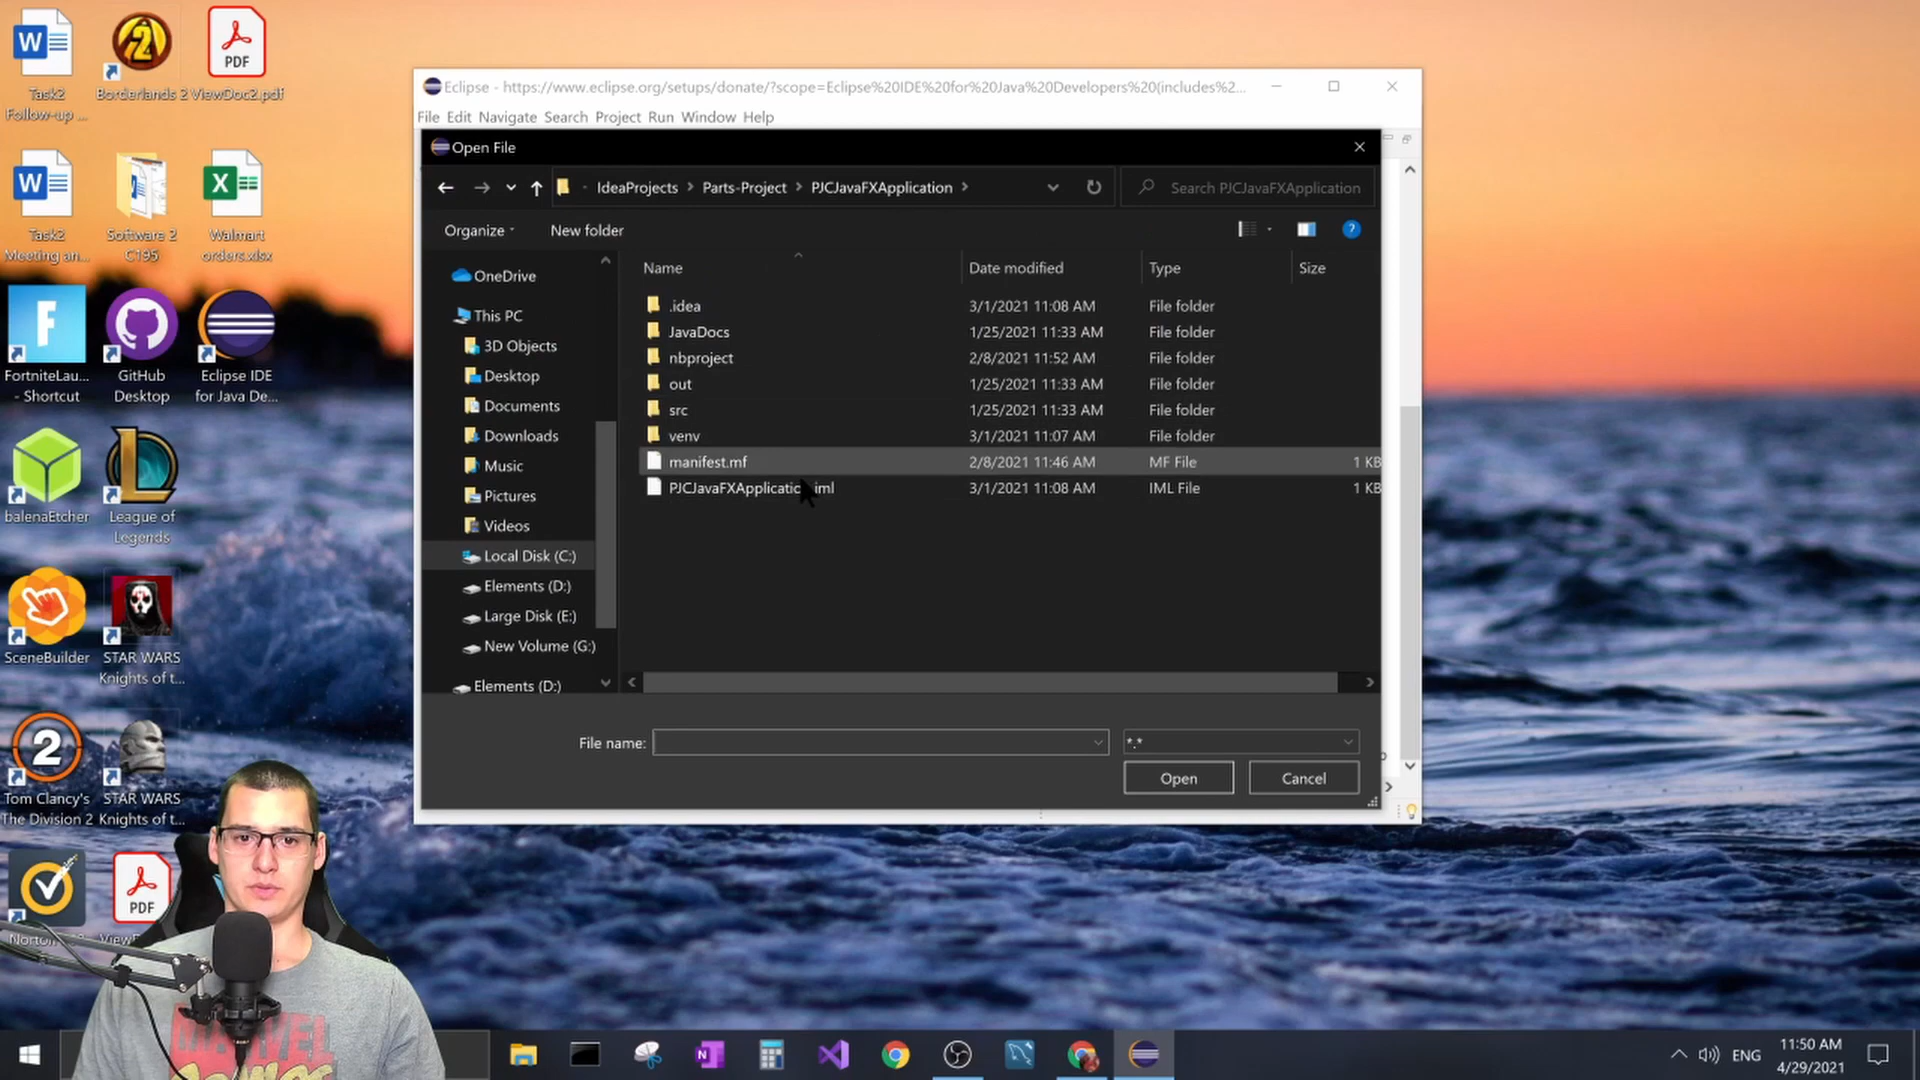 Task2
Follow-up ...
Borderlands 2
ViewDoc2.pdf
PDF
Task2
Meeting an...
Software 2
C195
Walmart
orders.xlsx
FortniteLau...
- Shortcut
GitHub
Desktop
Eclipse IDE
for Java De...
balenaEtcher
League of
Legends
SceneBuilder
STAR WARS
Knights of t...
Tom Clancy's
The Division 2
STAR WARS
Knights of t...
PDF
Eclipse - https://www.eclipse.org/setups/donate/?scope=Eclipse%20IDE%20for%20Java%20Developers%20(includes%2...
File Edit Navigate Search Project Run Window Help
Open File
IdeaProjects > Parts-Project > PJCJavaFXApplication >
Search PJCJavaFXApplication
Organize
New folder
OneDrive
This PC
3D Objects
Desktop
Documents
Downloads
Music
Pictures
Videos
Local Disk (C:)
Elements (D:)
Large Disk (E:)
New Volume (G:)
Elements (D:)
Name Date modified Type Size
.idea 3/1/2021 11:08 AM File folder
JavaDocs 1/25/2021 11:33 AM File folder
nbproject 2/8/2021 11:52 AM File folder
out 1/25/2021 11:33 AM File folder
src 1/25/2021 11:33 AM File folder
venv 3/1/2021 11:07 AM File folder
manifest.mf 2/8/2021 11:46 AM MF File 1 KB
PJCJavaFXApplication.iml 3/1/2021 11:08 AM IML File 1 KB
File name:
*.*
Open
Cancel
MARVEL
ENG
11:50 AM
4/29/2021